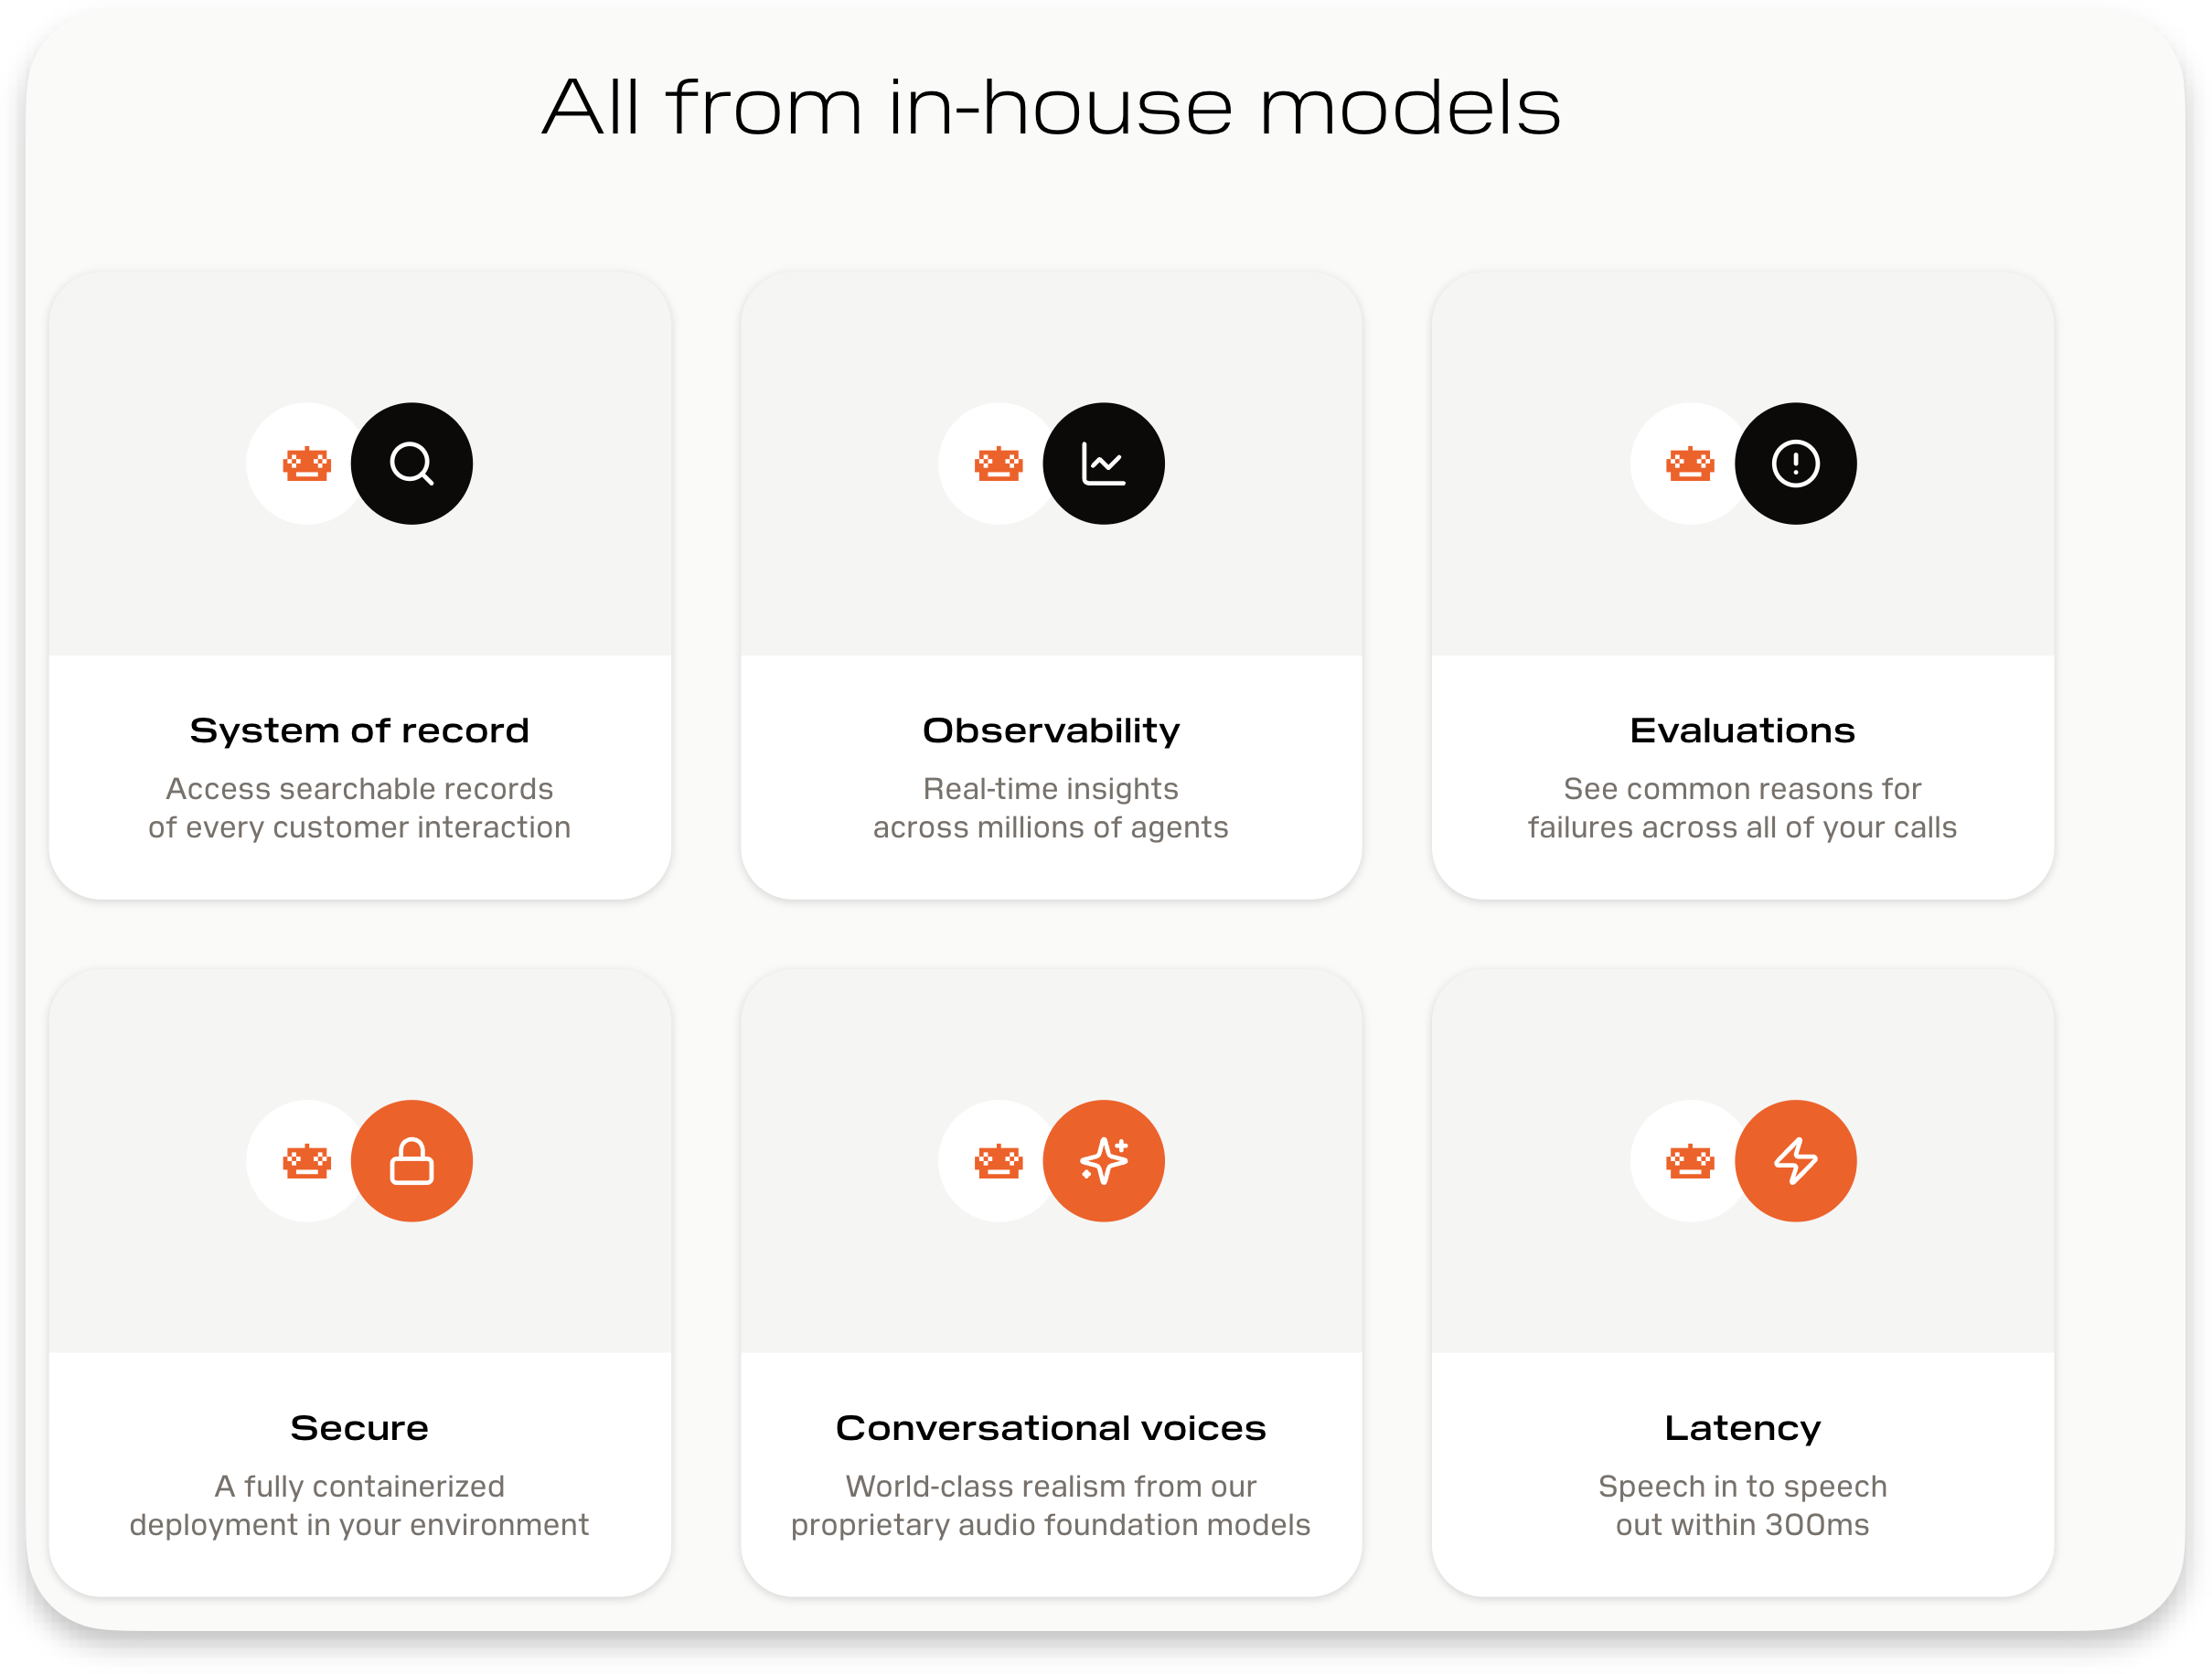 All from in-house models
System of record
Access searchable records
of every customer interaction
Observability
Real-time insights
across millions of agents
Evaluations
See common reasons for
failures across all of your calls
Secure
A fully containerized
deployment in your environment
Conversational voices
World-class realism from our
proprietary audio foundation models
Latency
Speech in to speech
out within 300ms